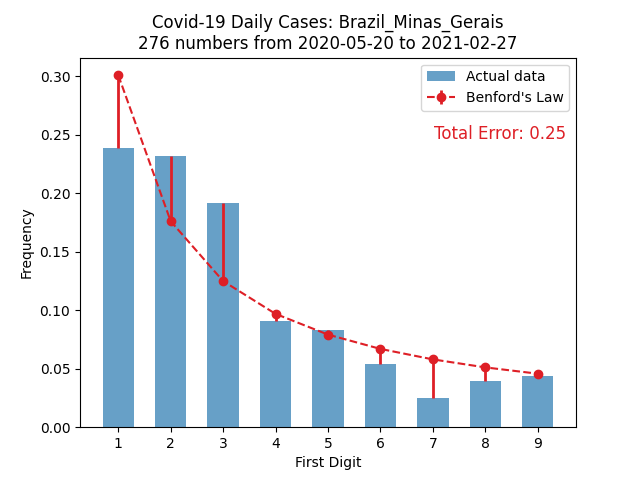 Covid-19 Daily Cases: Brazil_Minas_Gerais
276 numbers from 2020-05-20 to 2021-02-27
Actual data
Benford's Law
Total Error: 0.25
Frequency
0.30
0.25
0.20
0.15
0.10
0.05
0.00
1 2 3 4 5 6 7 8 9
First Digit